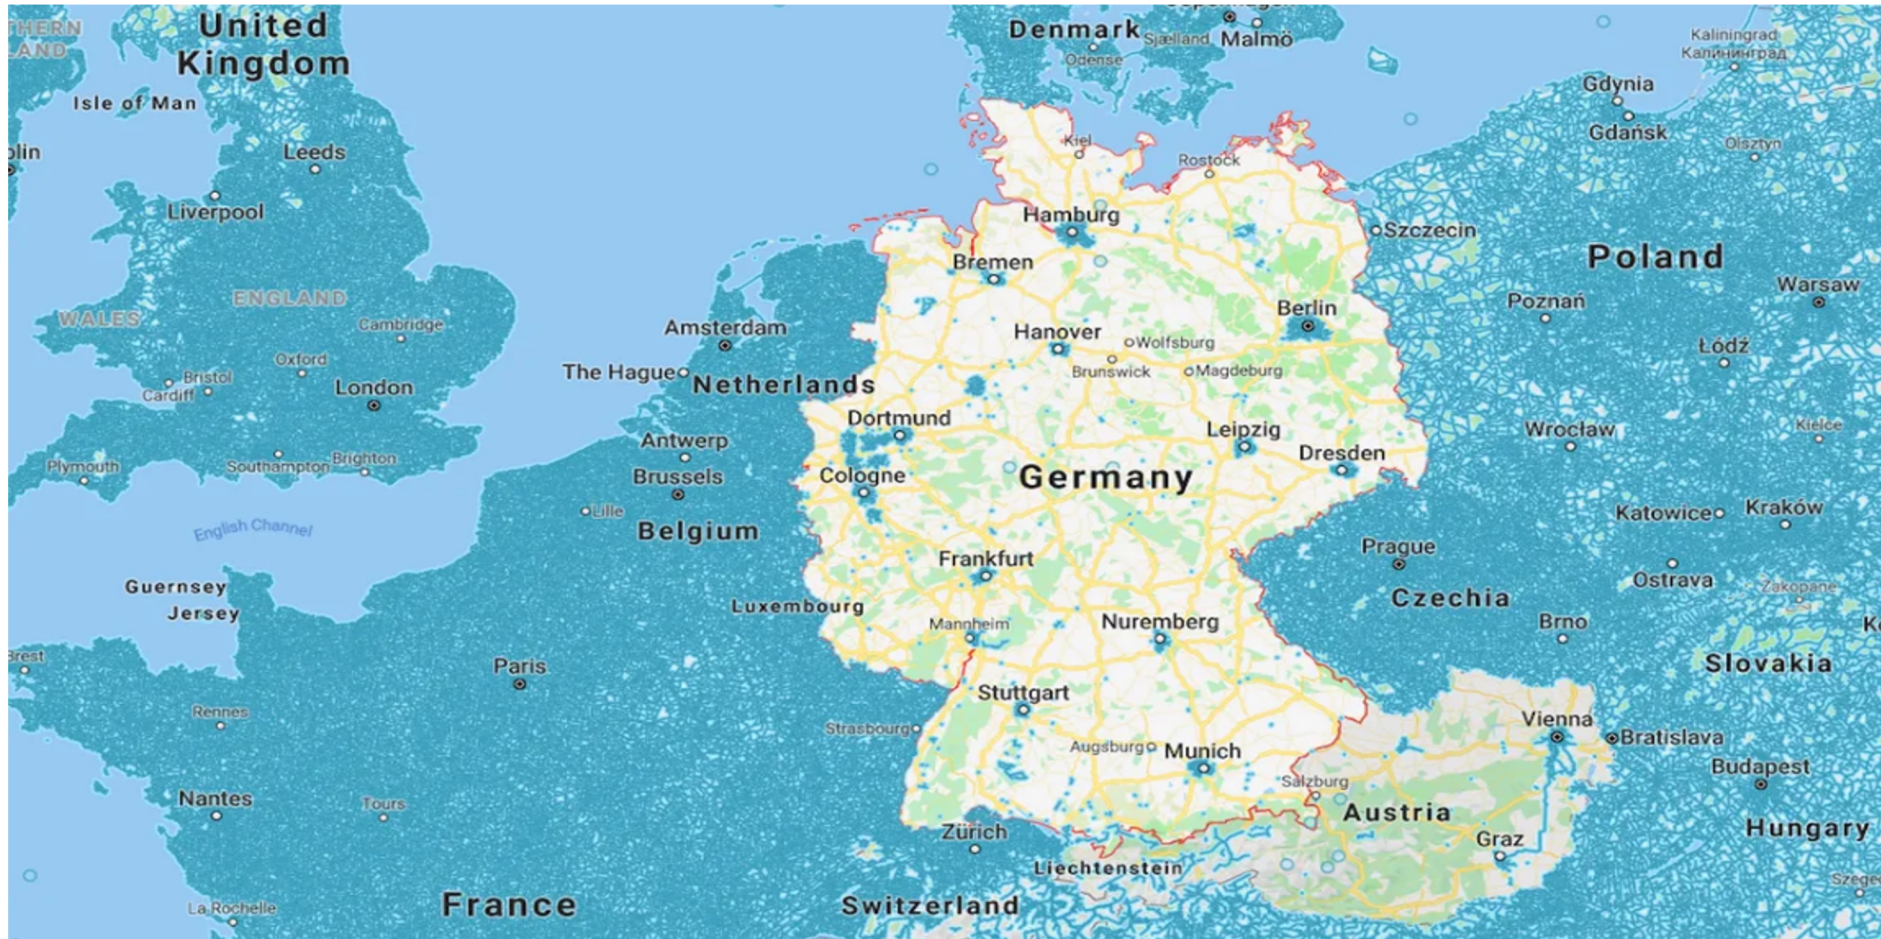 THERN
LAND
United
Kingdom
Isle of Man
Leeds
Liverpool
ENGLAND
WALES
Cambridge
Oxford
Bristol
Cardiff
London
Plymouth
Southampton
Brighton
English Channel
Guernsey
Jersey
Denmark
Sjælland
Malmö
Odense
Kaliningrad
Калининград
Gdynia
Gdańsk
Olsztyn
Kiel
Rostock
Hamburg
Szczecin
Bremen
Poland
Warsaw
Poznań
Berlin
Amsterdam
Hanover
Wolfsburg
Łódź
The Hague
Netherlands
Brunswick
Magdeburg
Dortmund
Leipzig
Wrocław
Kielce
Antwerp
Brussels
Cologne
Germany
Dresden
Lille
Belgium
Katowice
Kraków
Frankfurt
Prague
Ostrava
Zakopane
Czechia
Luxembourg
Mannheim
Nuremberg
Brno
Slovakia
Paris
Rennes
Stuttgart
Strasbourg
Augsburg
Munich
Vienna
Bratislava
Salzburg
Budapest
Nantes
Tours
Austria
Zürich
Graz
Hungary
Liechtenstein
France
La Rochelle
Switzerland